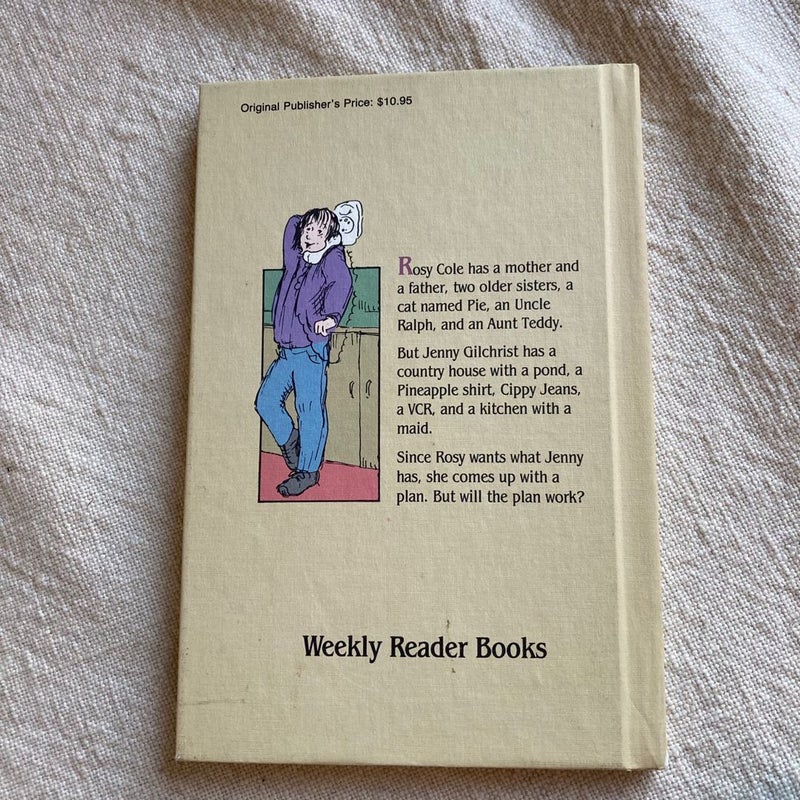 Original Publisher's Price: $10.95
Rosy Cole has a mother and
a father, two older sisters, a
cat named Pie, an Uncle
Ralph, and an Aunt Teddy.
But Jenny Gilchrist has a
country house with a pond, a
Pineapple shirt, Cippy Jeans,
a VCR, and a kitchen with a
maid.
Since Rosy wants what Jenny
has, she comes up with a
plan. But will the plan work?
Weekly Reader Books